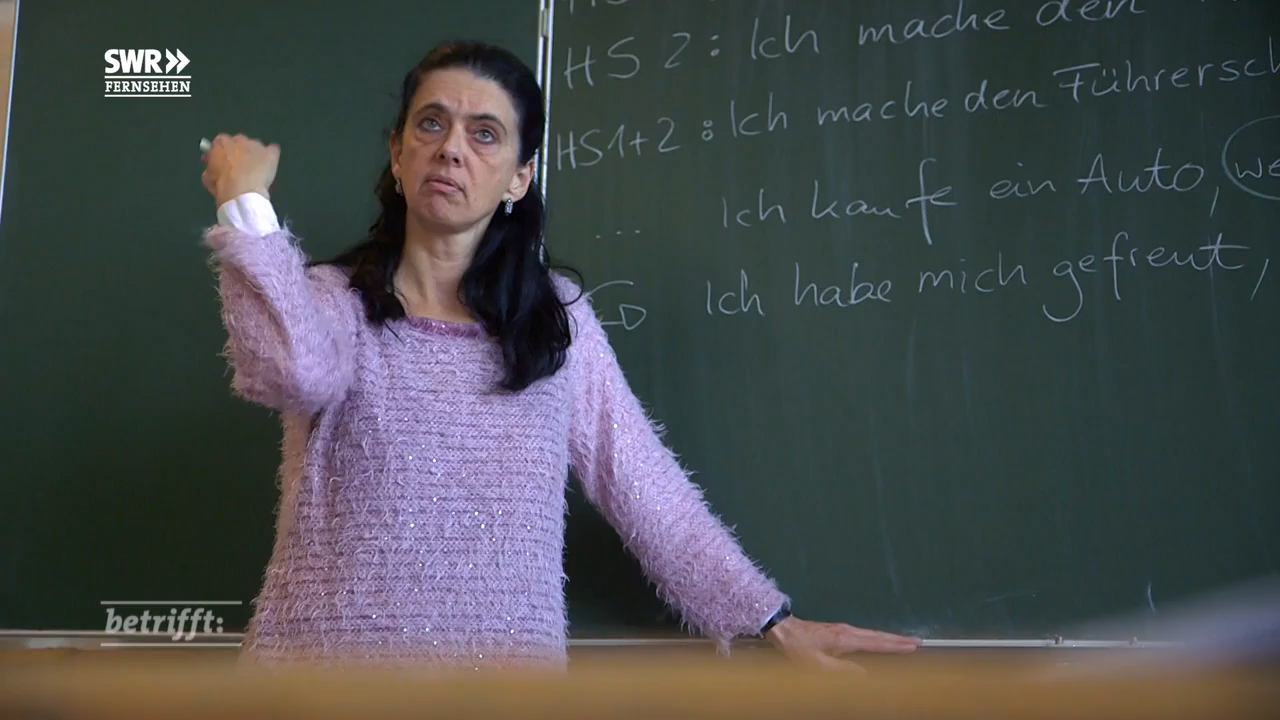 SWR»
FERNSEHEN
HS 2: Ich mache den
HS1+2: Ich mache den Führersch
Ich kaufe ein Auto, we
...
Ich habe mich gefreut,
betrifft: